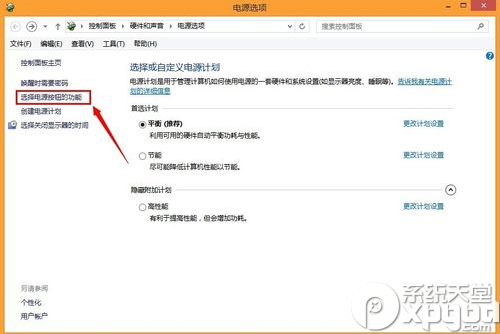 电源选项
控制面板 › 硬件和声音 › 电源选项
搜索控制面板
文件(F) 编辑(E) 查看(V) 工具(T) 帮助(H)
控制面板主页
唤醒时需要密码
选择电源按钮的功能
创建电源计划
选择关闭显示器的时间
选择或自定义电源计划
电源计划是用于管理计算机如何使用电源的一套硬件和系统设置(如显示器亮度、睡眠等)。告诉我有关电源计
划的详细信息
首选计划
平衡(推荐) 更改计划设置
利用可用的硬件自动平衡功耗与性能。
节能 更改计划设置
尽可能降低计算机性能以节能。
隐藏附加计划
高性能 更改计划设置
有利于提高性能，但会增加功耗。
另请参阅
个性化
用户帐户
系统天堂